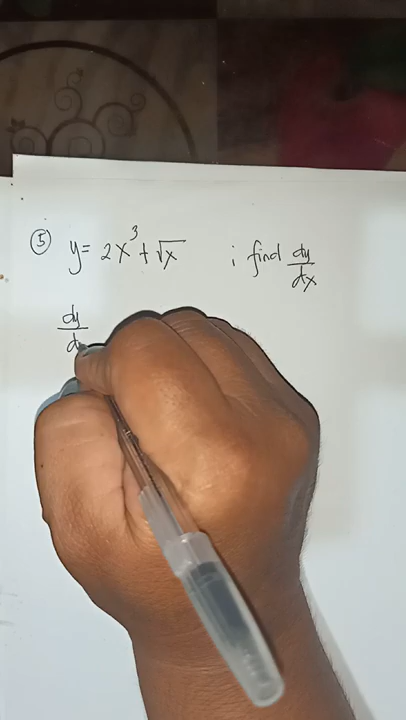 ⑤ y = 2x³ + √x ; find dy/dx
dy/d